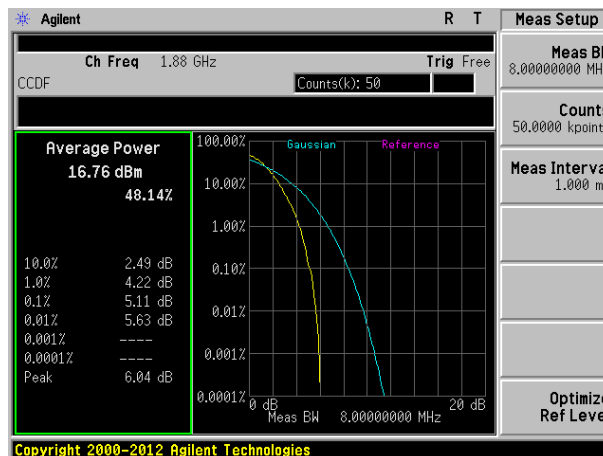 Agilent R T Meas Setup
Ch Freq 1.88 GHz Trig Free
CCDF Counts(k): 50
Meas B
8.00000000 MH
Count
50.0000 kpoint
Meas Interva
1.000 m
Optimize
Ref Leve
Average Power
16.76 dBm
48.14%
10.0% 2.49 dB
1.0% 4.22 dB
0.1% 5.11 dB
0.01% 5.63 dB
0.001% ----
0.0001% ----
Peak 6.04 dB
Gaussian Reference
100.00%
10.00%
1.00%
0.10%
0.01%
0.001%
0.0001%
0 dB 20 dB
Meas BW 8.00000000 MHz
Copyright 2000-2012 Agilent Technologies